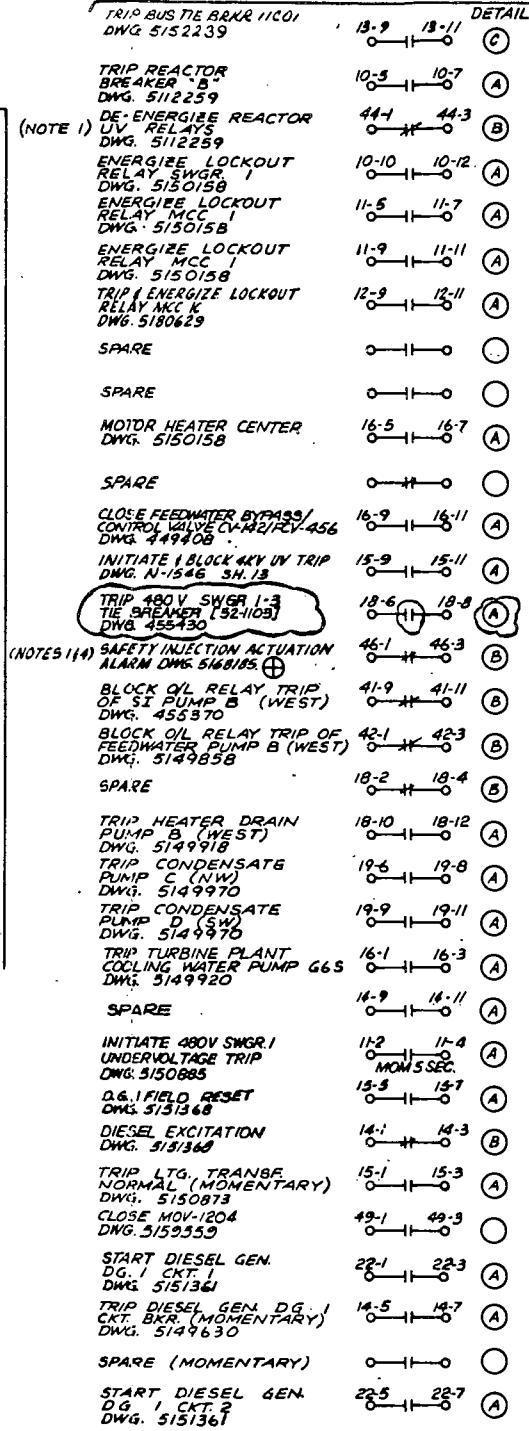 DETAIL
TRIP BUS TIE BRKR 11C01
DWG 5152239
13-9 13-11 C
TRIP REACTOR
BREAKER "B"
DWG. 5112259
10-5 10-7 A
(NOTE 1) DE-ENERGIZE REACTOR
UV RELAYS
DWG. 5112259
44-1 44-3 B
ENERGIZE LOCKOUT
RELAY SWGR. 1
DWG. 5150158
10-10 10-12 A
ENERGIZE LOCKOUT
RELAY MCC 1
DWG. 5150158
11-5 11-7 A
ENERGIZE LOCKOUT
RELAY MCC 1
DWG. 5150158
11-9 11-11 A
TRIP & ENERGIZE LOCKOUT
RELAY MCC K
DWG. 5180629
12-9 12-11 A
SPARE
SPARE
MOTOR HEATER CENTER
DWG. 5150158
16-5 16-7 A
SPARE
CLOSE FEEDWATER BYPASS/
CONTROL VALVE CV-142/FCV-456
DWG. 449408
16-9 16-11 A
INITIATE & BLOCK 4KV UV TRIP
DWG. N-1546 SH. 13
15-9 15-11 A
TRIP 480V SWGR 1-3
TIE BREAKER [52-1103]
DWG. 455430
18-6 18-8 A
(NOTES 1&4) SAFETY INJECTION ACTUATION
ALARM DWG. 5168185.
46-1 46-3 B
BLOCK O/L RELAY TRIP
OF SI PUMP B (WEST)
DWG. 455370
41-9 41-11 B
BLOCK O/L RELAY TRIP OF
FEEDWATER PUMP B (WEST)
DWG. 5149858
42-1 42-3 B
SPARE
18-2 18-4 B
TRIP HEATER DRAIN
PUMP B (WEST)
DWG. 5149918
18-10 18-12 A
TRIP CONDENSATE
PUMP C (NW)
DWG. 5149970
19-6 19-8 A
TRIP CONDENSATE
PUMP D (SW)
DWG. 5149970
19-9 19-11 A
TRIP TURBINE PLANT
COOLING WATER PUMP G6S
DWG. 5149920
16-1 16-3 A
SPARE
14-9 14-11 A
INITIATE 480V SWGR. 1
UNDERVOLTAGE TRIP
DWG. 5150885
11-2 11-4 A
MOM 5 SEC.
D.G. 1 FIELD RESET
DWG. 5151368
15-5 15-7 A
DIESEL EXCITATION
DWG. 5151368
14-1 14-3 B
TRIP LTG. TRANSF.
NORMAL (MOMENTARY)
DWG. 5150873
15-1 15-3 A
CLOSE MOV-1204
DWG. 5159559
49-1 49-3
START DIESEL GEN.
DG. 1 CKT. 1
DWG. 5151361
22-1 22-3 A
TRIP DIESEL GEN. DG. 1
CKT. BKR. (MOMENTARY)
DWG. 5149630
14-5 14-7 A
SPARE (MOMENTARY)
START DIESEL GEN.
DG 1 CKT. 2
DWG. 5151361
22-5 22-7 A